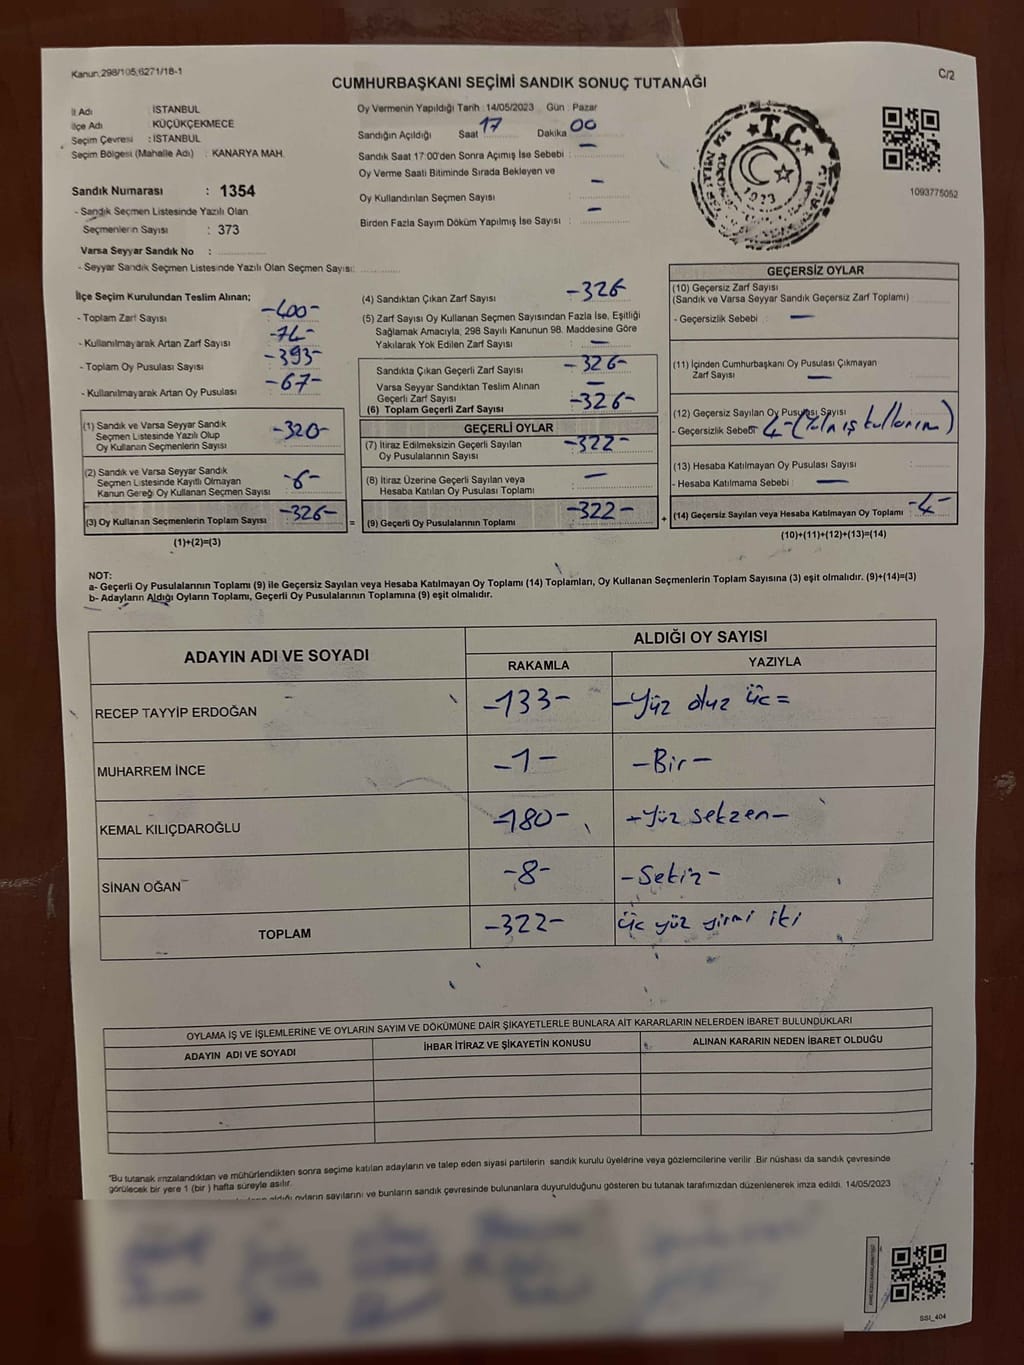 Kanun;298/105,6271/18-1
C/2
CUMHURBAŞKANI SEÇİMİ SANDIK SONUÇ TUTANAĞI
İl Adı : İSTANBUL
İlçe Adı : KÜÇÜKÇEKMECE
Seçim Çevresi : İSTANBUL
Seçim Bölgesi (Mahalle Adı) : KANARYA MAH.
Sandık Numarası : 1354
- Sandık Seçmen Listesinde Yazılı Olan
Seçmenlerin Sayısı : 373
Varsa Seyyar Sandık No :
- Seyyar Sandık Seçmen Listesinde Yazılı Olan Seçmen Sayısı:
Oy Vermenin Yapıldığı Tarih : 14/05/2023 Gün : Pazar
Sandığın Açıldığı Saat 17 Dakika 00
Sandık Saat 17:00'den Sonra Açımış İse Sebebi : —
Oy Verme Saati Bitiminde Sırada Bekleyen ve
Oy Kullandırılan Seçmen Sayısı : —
Birden Fazla Sayım Döküm Yapılmış İse Sayısı : —
T.C.
1093775052
İlçe Seçim Kurulundan Teslim Alınan;
- Toplam Zarf Sayısı -400-
- Kullanılmayarak Artan Zarf Sayısı -74-
- Toplam Oy Pusulası Sayısı -393-
- Kullanılmayarak Artan Oy Pusulası -67-
(1) Sandık ve Varsa Seyyar Sandık
Seçmen Listesinde Yazılı Olup
Oy Kullanan Seçmenlerin Sayısı -320-
(2) Sandık ve Varsa Seyyar Sandık
Seçmen Listesinde Kayıtlı Olmayan
Kanun Gereği Oy Kullanan Seçmen Sayısı -6-
(3) Oy Kullanan Seçmenlerin Toplam Sayısı -326-
(1)+(2)=(3)
(4) Sandıktan Çıkan Zarf Sayısı -326
(5) Zarf Sayısı Oy Kullanan Seçmen Sayısından Fazla İse, Eşitliği
Sağlamak Amacıyla, 298 Sayılı Kanunun 98. Maddesine Göre
Yakılarak Yok Edilen Zarf Sayısı —
Sandıkta Çıkan Geçerli Zarf Sayısı -326-
Varsa Seyyar Sandıktan Teslim Alınan
Geçerli Zarf Sayısı —
(6) Toplam Geçerli Zarf Sayısı -326-
GEÇERLİ OYLAR
(7) İtiraz Edilmeksizin Geçerli Sayılan
Oy Pusulalarının Sayısı -322-
(8) İtiraz Üzerine Geçerli Sayılan veya
Hesaba Katılan Oy Pusulası Toplamı —
= (9) Geçerli Oy Pusulalarının Toplamı -322-
GEÇERSİZ OYLAR
(10) Geçersiz Zarf Sayısı
(Sandık ve Varsa Seyyar Sandık Geçersiz Zarf Toplamı)
- Geçersizlik Sebebi : —
(11) İçinden Cumhurbaşkanı Oy Pusulası Çıkmayan
Zarf Sayısı —
(12) Geçersiz Sayılan Oy Pusulası Sayısı
- Geçersizlik Sebebi 4-(Yanlış kullanım)
(13) Hesaba Katılmayan Oy Pusulası Sayısı
- Hesaba Katılmama Sebebi : —
+ (14) Geçersiz Sayılan veya Hesaba Katılmayan Oy Toplamı -4-
(10)+(11)+(12)+(13)=(14)
NOT:
a- Geçerli Oy Pusulalarının Toplamı (9) ile Geçersiz Sayılan veya Hesaba Katılmayan Oy Toplamı (14) Toplamları, Oy Kullanan Seçmenlerin Toplam Sayısına (3) eşit olmalıdır. (9)+(14)=(3)
b- Adayların Aldığı Oyların Toplamı, Geçerli Oy Pusulalarının Toplamına (9) eşit olmalıdır.
ADAYIN ADI VE SOYADI ALDIĞI OY SAYISI
RAKAMLA YAZIYLA
RECEP TAYYİP ERDOĞAN -133- -Yüz otuz üç=
MUHARREM İNCE -1- -Bir-
KEMAL KILIÇDAROĞLU -180- -Yüz seksen-
SİNAN OĞAN -8- -Sekiz-
TOPLAM -322- üç yüz yirmi iki
OYLAMA İŞ VE İŞLEMLERİNE VE OYLARIN SAYIM VE DÖKÜMÜNE DAİR ŞİKAYETLERLE BUNLARA AİT KARARLARIN NELERDEN İBARET BULUNDUKLARI
ADAYIN ADI VE SOYADI İHBAR İTİRAZ VE ŞİKAYETİN KONUSU ALINAN KARARIN NEDEN İBARET OLDUĞU
"Bu tutanak imzalandıktan ve mühürlendikten sonra seçime katılan adayların ve talep eden siyasi partilerin sandık kurulu üyelerine veya gözlemcilerine verilir .Bir nüshası da sandık çevresinde
görülecek bir yere 1 (bir ) hafta süreyle asılır.
aldığı oyların sayılarını ve bunların sandık çevresinde bulunanlara duyurulduğunu gösteren bu tutanak tarafımızdan düzenlenerek imza edildi. 14/05/2023
SSI_404